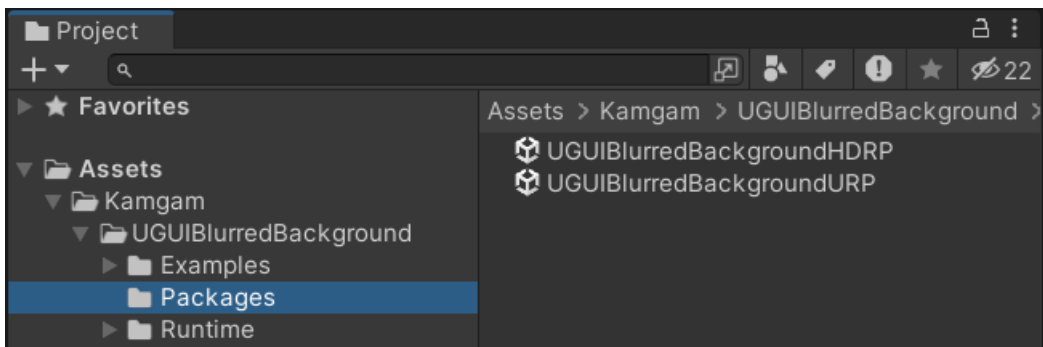 Project
22
Favorites
Assets > Kamgam > UGUIBlurredBackground >
UGUIBlurredBackgroundHDRP
UGUIBlurredBackgroundURP
Assets
Kamgam
UGUIBlurredBackground
Examples
Packages
Runtime